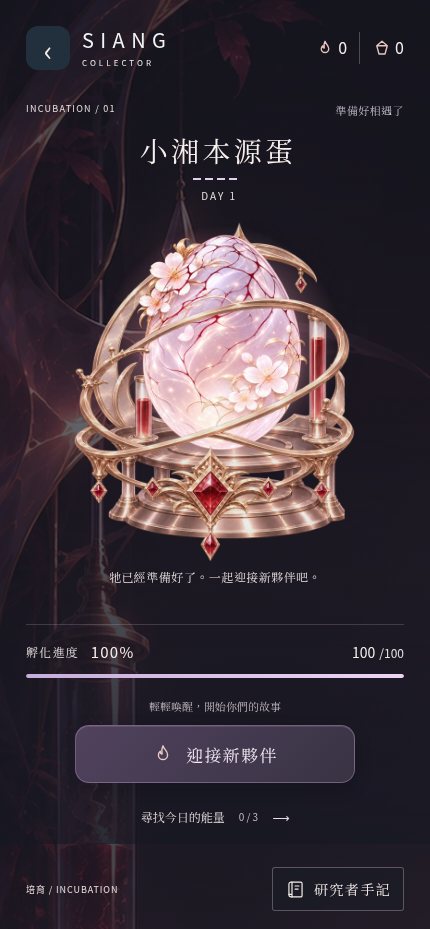 SIANG
COLLECTOR
0
0
INCUBATION / 01
準備好相遇了
小湘本源蛋
DAY 1
牠已經準備好了。一起迎接新夥伴吧。
孵化進度 100%
100 /100
輕輕喚醒，開始你們的故事
迎接新夥伴
尋找今日的能量 0/3 →
培育 / INCUBATION
研究者手記